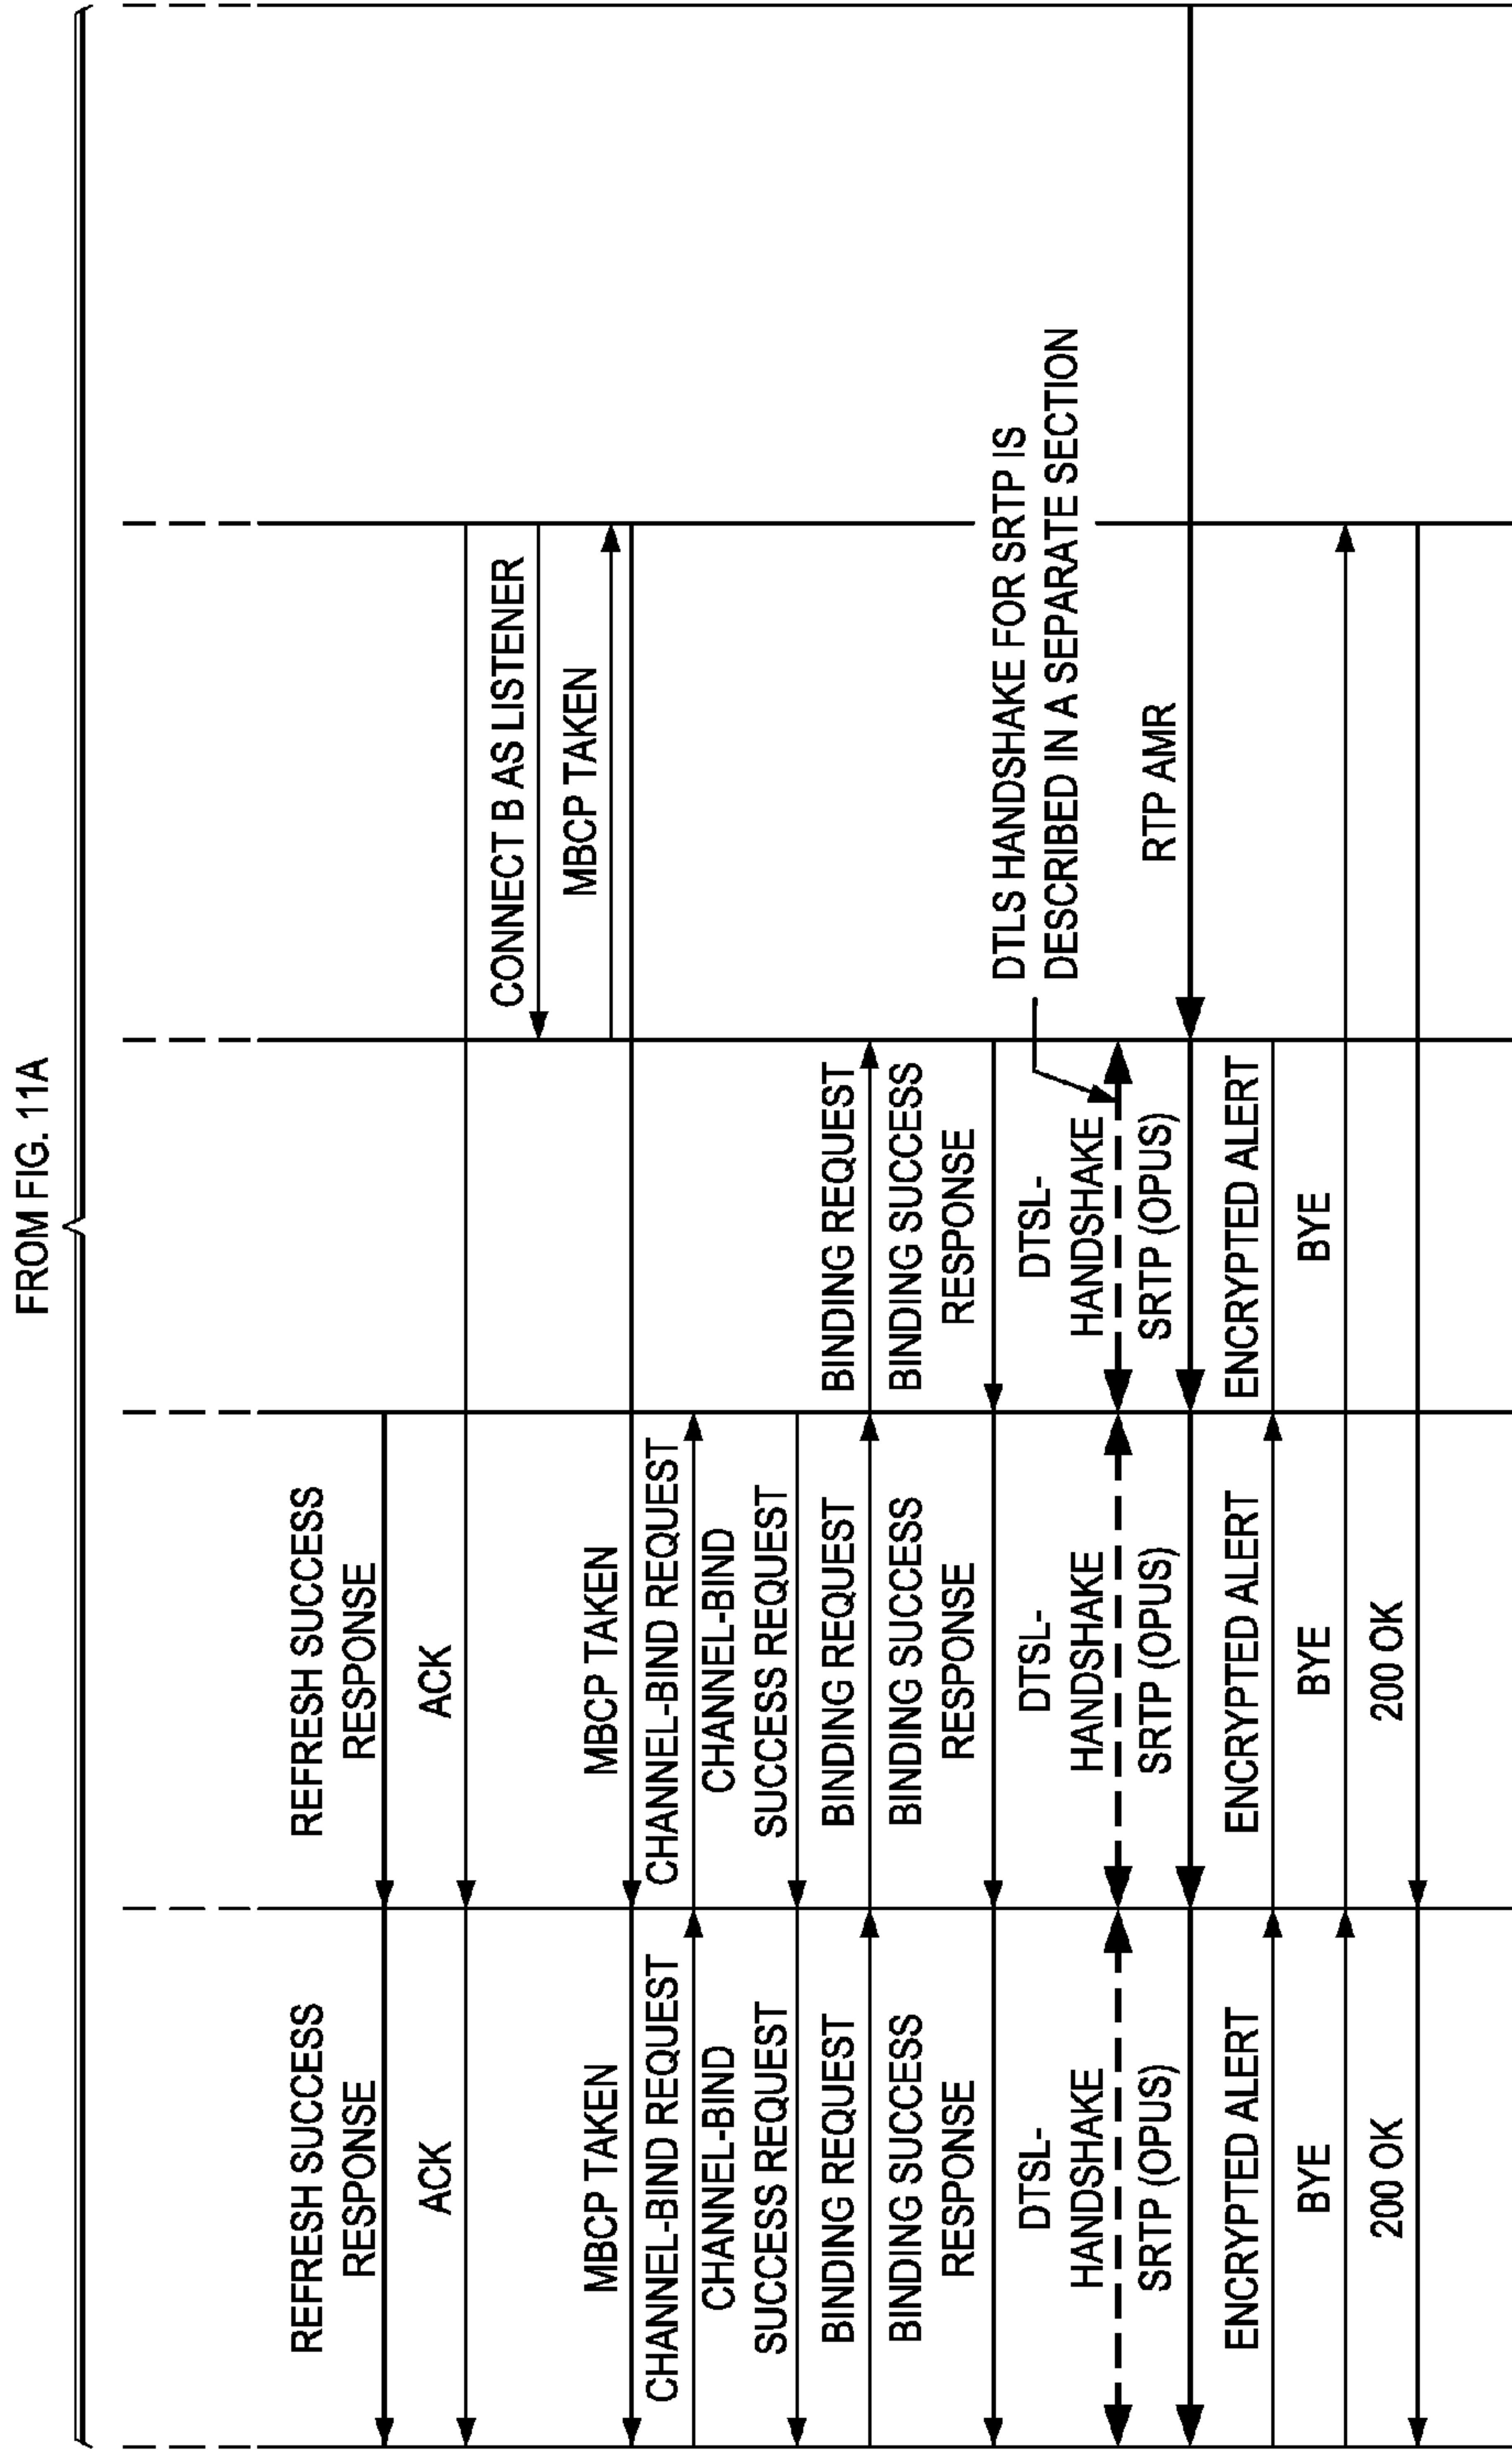 FROM FIG. 11A
REFRESH SUCCESS
RESPONSE
REFRESH SUCCESS
RESPONSE
ACK
ACK
CONNECT B AS LISTENER
MBCP TAKEN
MBCP TAKEN
MBCP TAKEN
CHANNEL-BIND REQUEST
CHANNEL-BIND REQUEST
CHANNEL-BIND
SUCCESS REQUEST
CHANNEL-BIND
SUCCESS REQUEST
BINDING REQUEST
BINDING REQUEST
BINDING REQUEST
BINDING SUCCESS
RESPONSE
BINDING SUCCESS
RESPONSE
BINDING SUCCESS
RESPONSE
DTLS HANDSHAKE FOR SRTP IS
DESCRIBED IN A SEPARATE SECTION
DTSL-
HANDSHAKE
DTSL-
HANDSHAKE
DTSL-
HANDSHAKE
SRTP (OPUS)
SRTP (OPUS)
SRTP (OPUS)
RTP AMR
ENCRYPTED ALERT
ENCRYPTED ALERT
ENCRYPTED ALERT
BYE
BYE
BYE
200 OK
200 OK